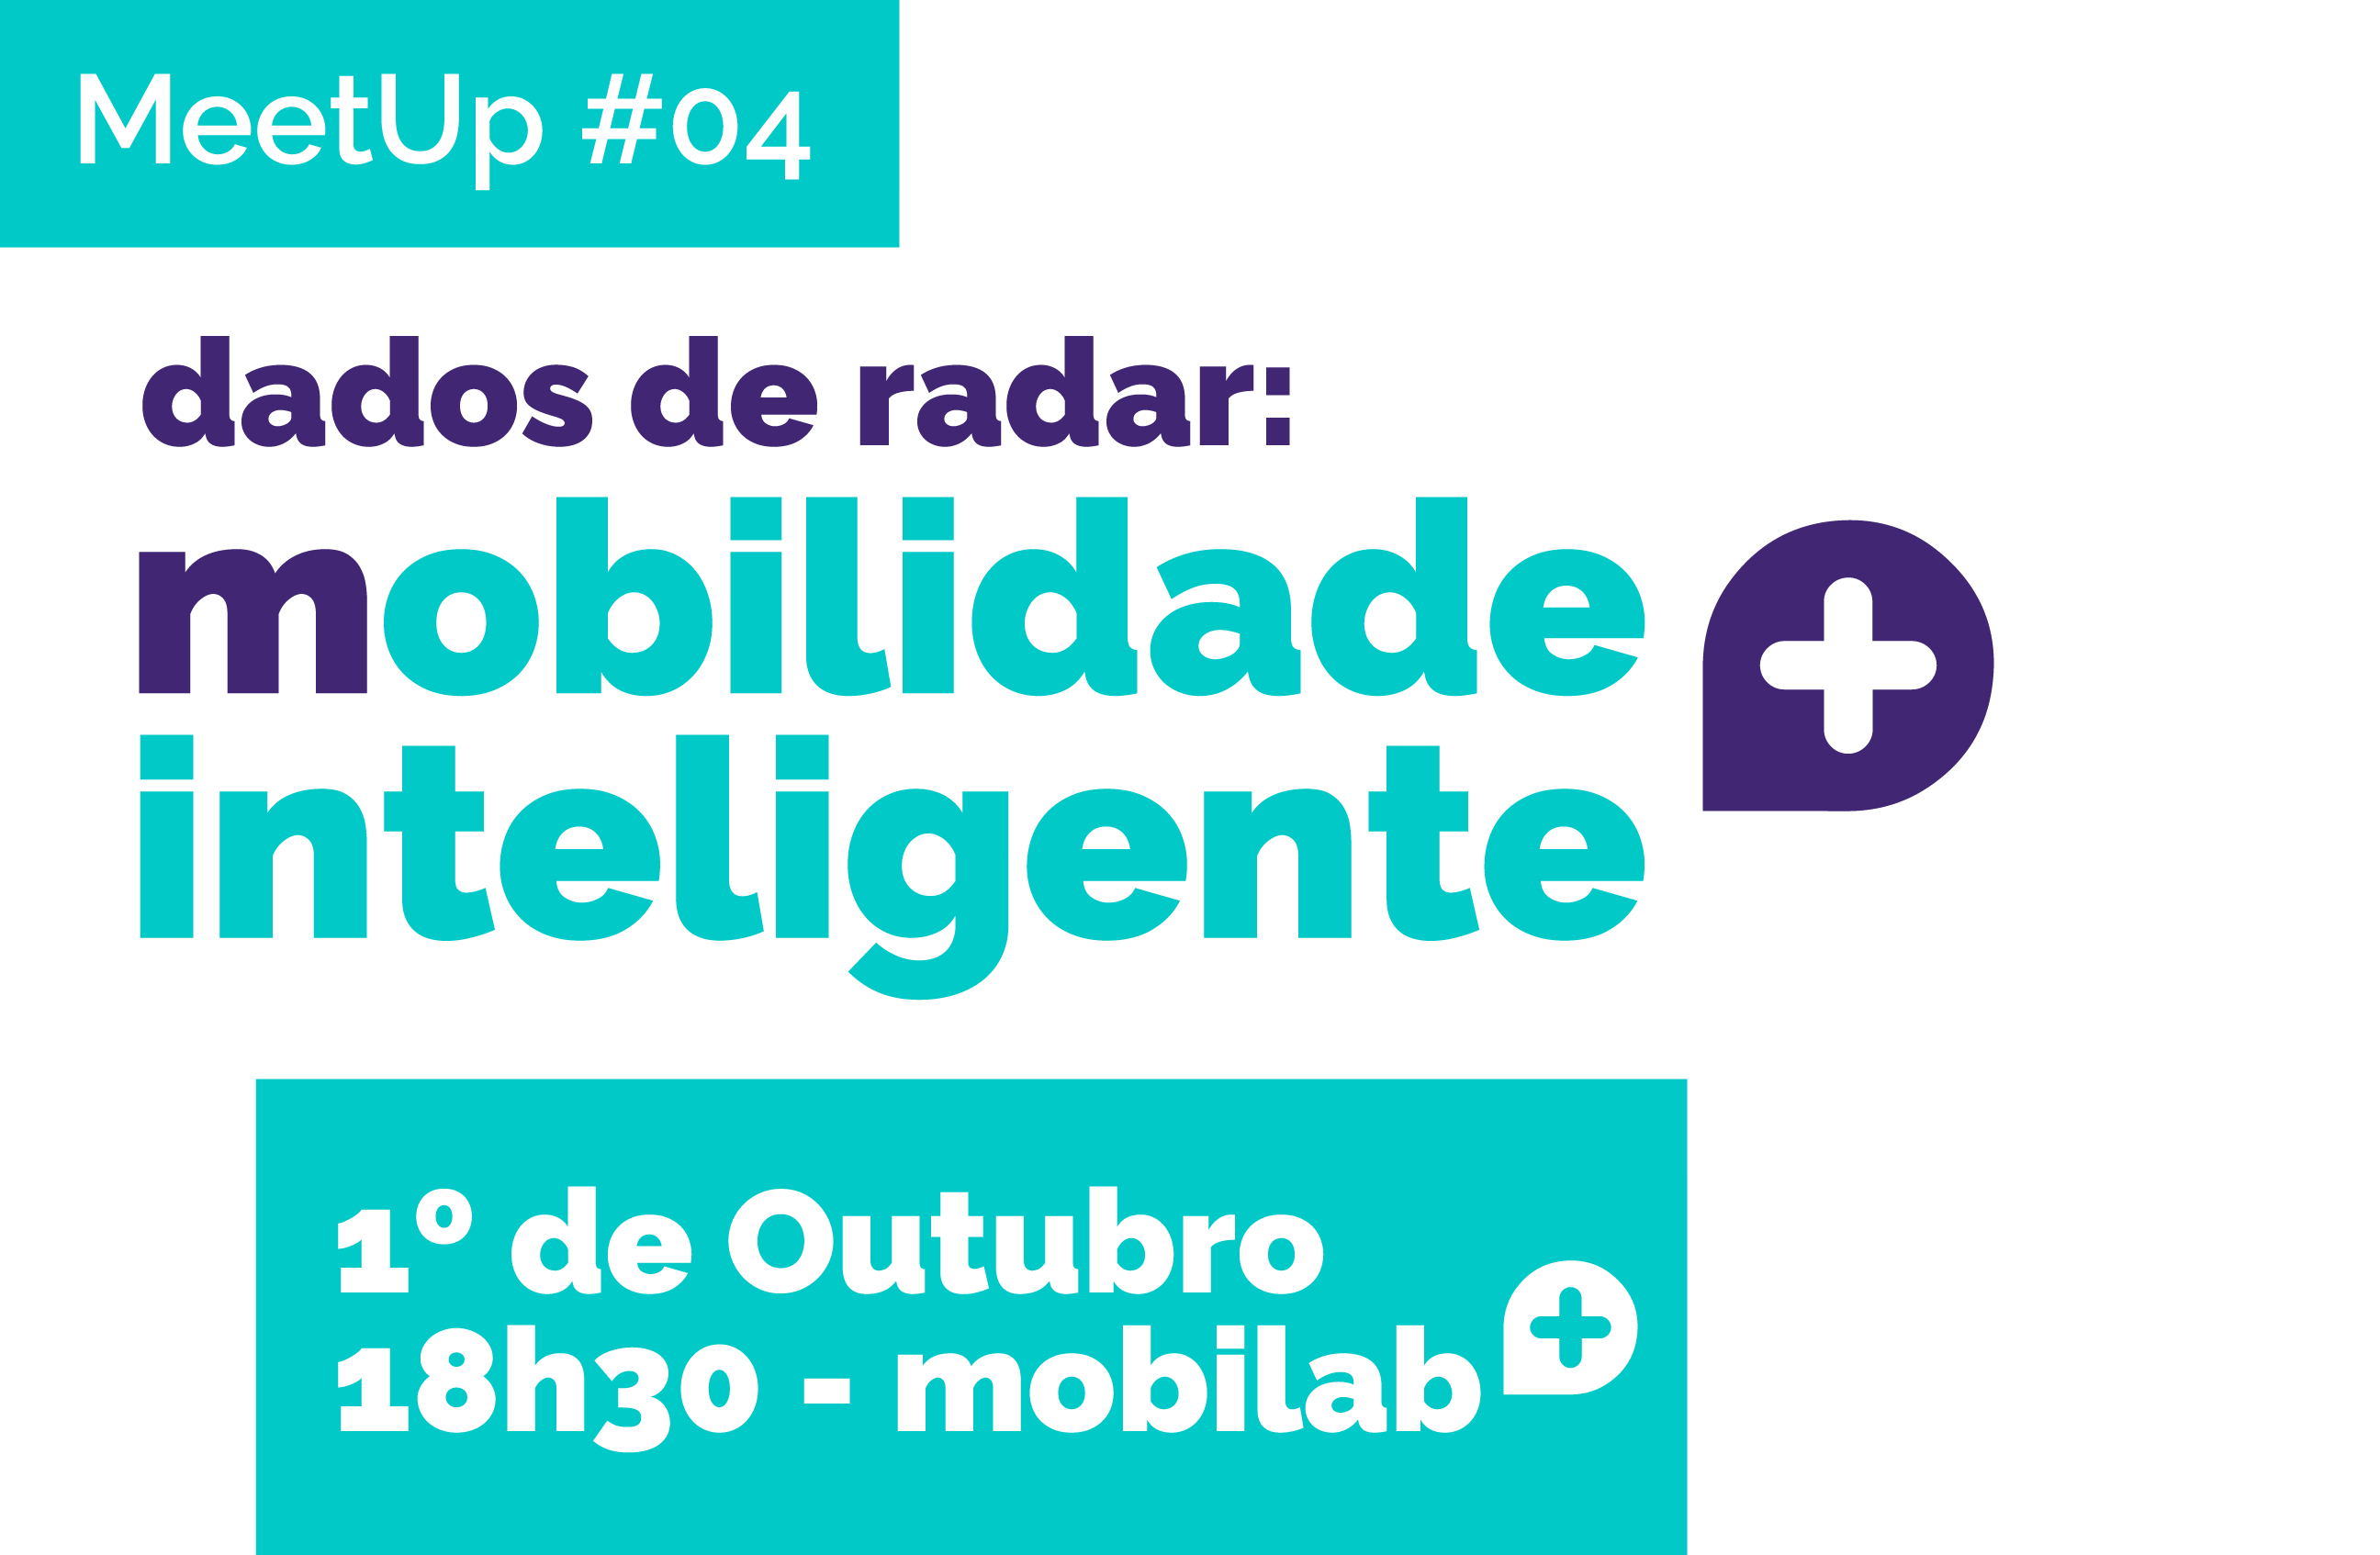 MeetUp #04
dados de radar:
mobilidade
inteligente
1º de Outubro
18h30 - mobilab